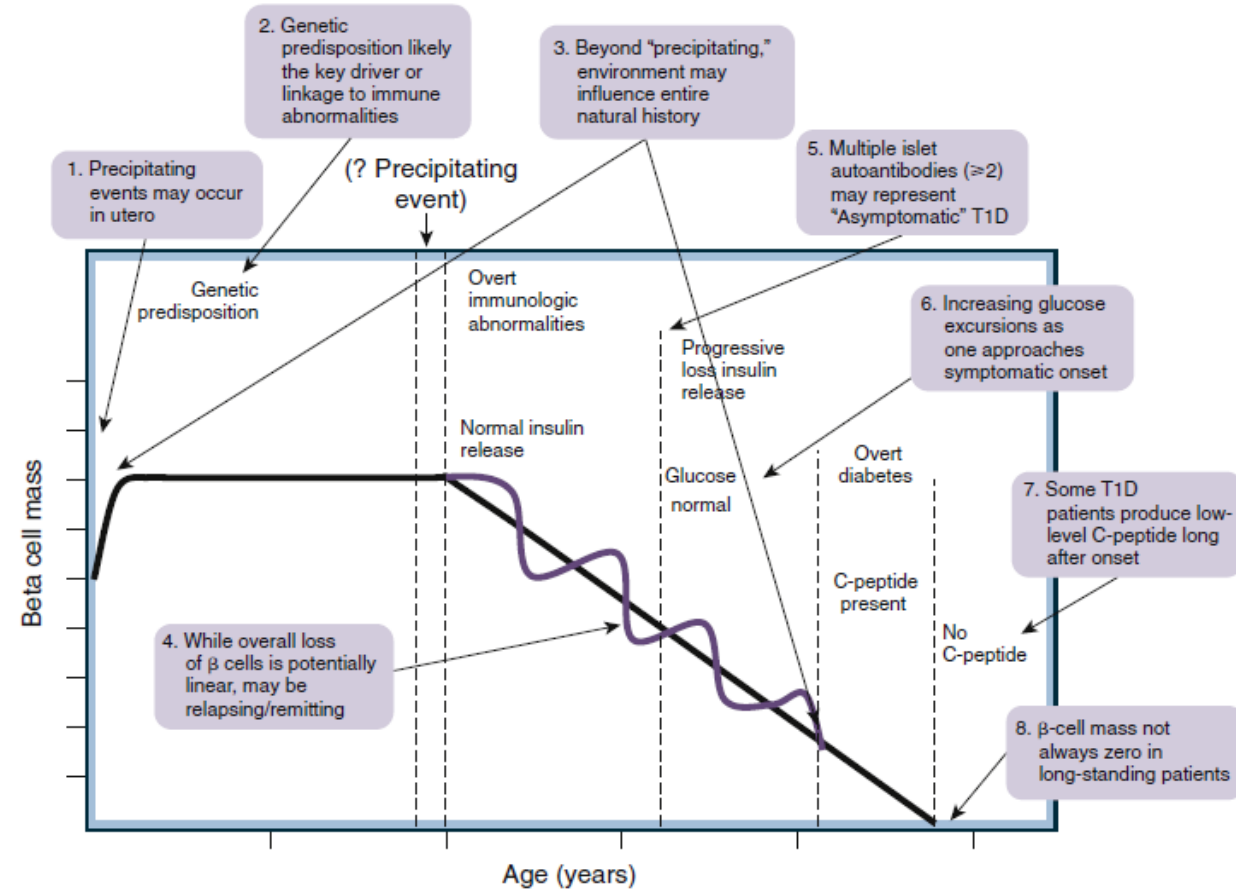 2. Genetic
predisposition likely
the key driver or
linkage to immune
abnormalities
3. Beyond “precipitating,”
environment may
influence entire
natural history
1. Precipitating
events may occur
in utero
(? Precipitating
event)
5. Multiple islet
autoantibodies (⩾2)
may represent
“Asymptomatic” T1D
Genetic
predisposition
Overt
immunologic
abnormalities
Progressive
loss insulin
release
6. Increasing glucose
excursions as
one approaches
symptomatic onset
Normal insulin
release
Glucose
normal
Overt
diabetes
7. Some T1D
patients produce low-
level C-peptide long
after onset
C-peptide
present
No
C-peptide
4. While overall loss
of β cells is potentially
linear, may be
relapsing/remitting
8. β-cell mass not
always zero in
long-standing patients
Beta cell mass
Age (years)